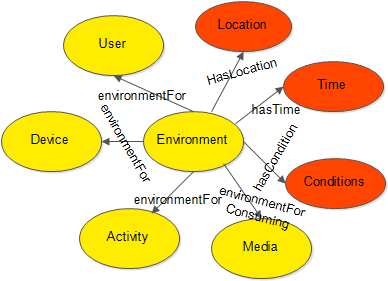 Location
User
HasLocation
Time
environmentFor
hasTime
Device
environmentFor
Environment
hasCondition
Conditions
environmentFor
environmentFor
Consuming
Activity
Media